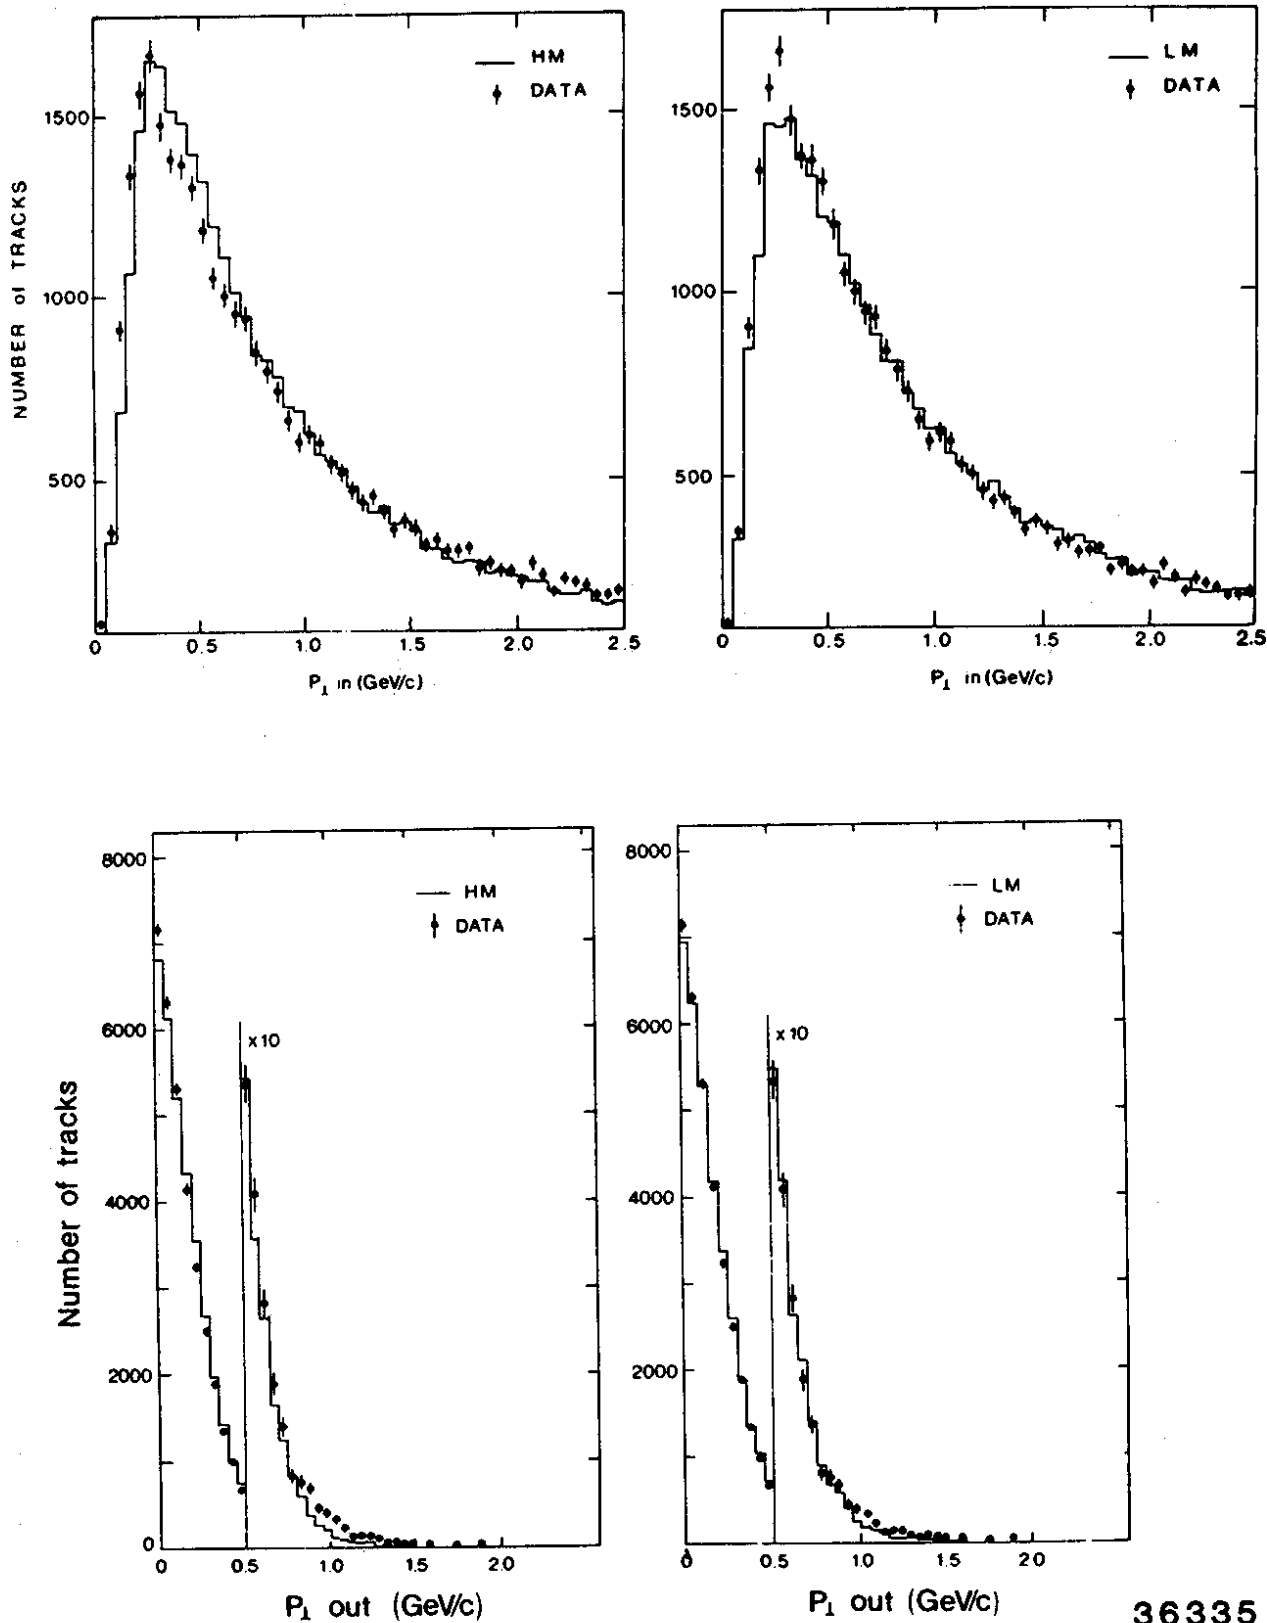 HM
DATA
1500
1000
500
NUMBER of TRACKS
0
0.5
1.0
1.5
2.0
2.5
P⊥ in (GeV/c)
LM
DATA
1500
1000
500
0
0.5
1.0
1.5
2.0
2.5
P⊥ in (GeV/c)
8000
6000
4000
2000
0
Number of tracks
HM
DATA
x10
0
0.5
1.0
1.5
2.0
P⊥ out (GeV/c)
8000
6000
4000
2000
LM
DATA
x10
0
0.5
1.0
1.5
2.0
P⊥ out (GeV/c)
36335